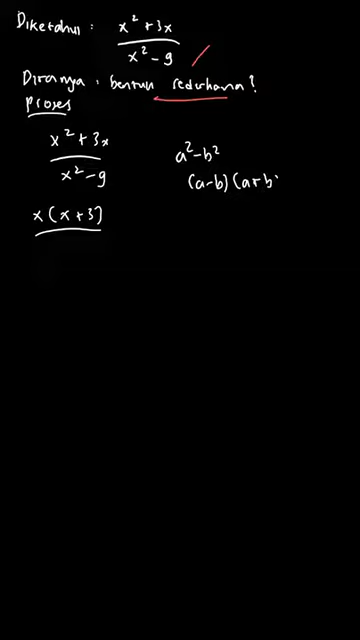 Diketahui : x² + 3x / x² - 9
Ditanya : bentuk sederhana?
Proses
x² + 3x / x² - 9
a² - b²
(a-b) (a+b
x (x+3)